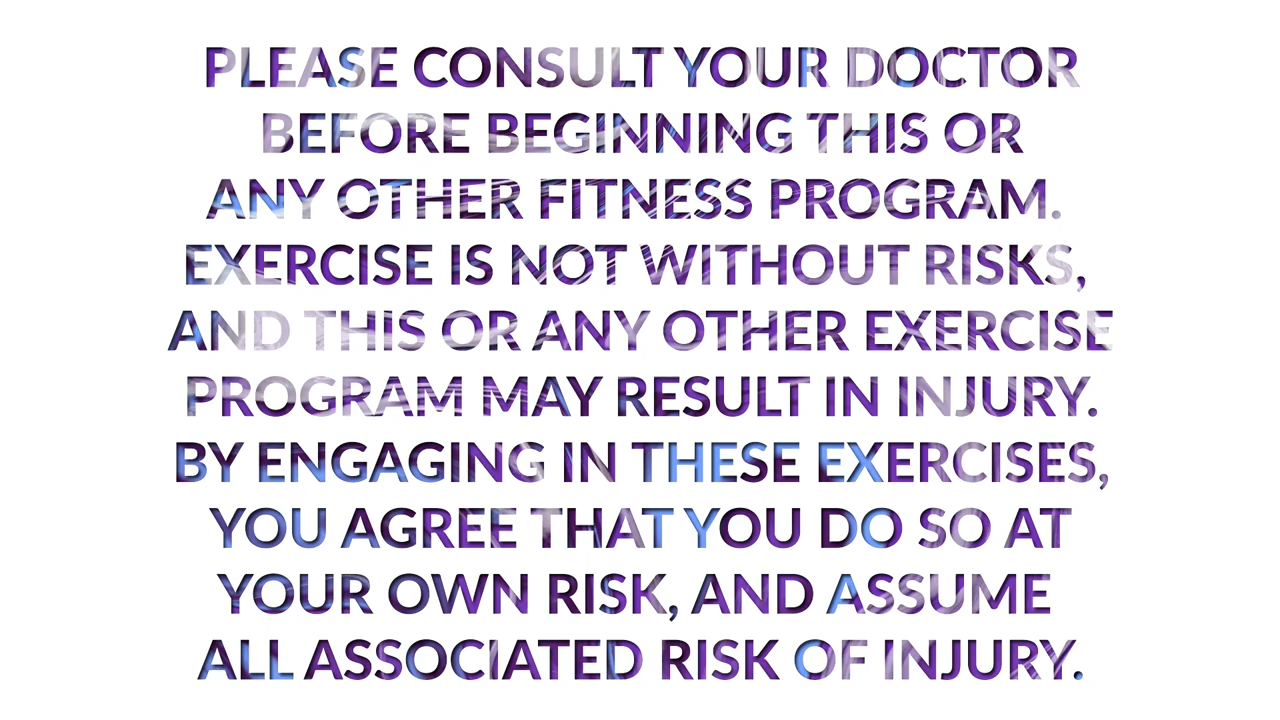 PLEASE CONSULT YOUR DOCTOR
BEFORE BEGINNING THIS OR
ANY OTHER FITNESS PROGRAM.
EXERCISE IS NOT WITHOUT RISKS,
AND THIS OR ANY OTHER EXERCISE
PROGRAM MAY RESULT IN INJURY.
BY ENGAGING IN THESE EXERCISES,
YOU AGREE THAT YOU DO SO AT
YOUR OWN RISK, AND ASSUME
ALL ASSOCIATED RISK OF INJURY.